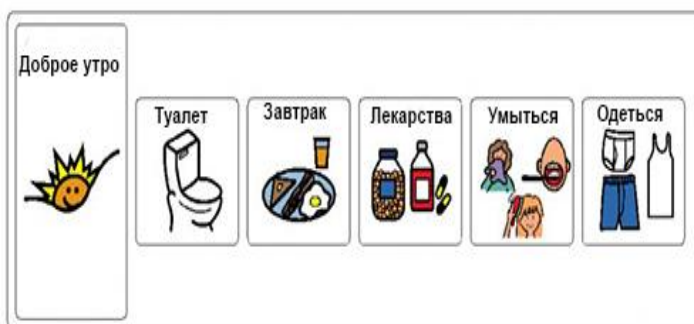 Доброе утро
Туалет
Завтрак
Лекарства
Умыться
Одеться